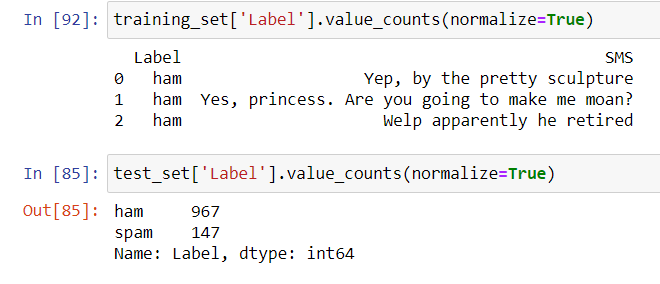 In [92]: training_set['Label'].value_counts(normalize=True)
Label SMS
0 ham Yep, by the pretty sculpture
1 ham Yes, princess. Are you going to make me moan?
2 ham Welp apparently he retired
In [85]: test_set['Label'].value_counts(normalize=True)
Out[85]: ham 967
spam 147
Name: Label, dtype: int64